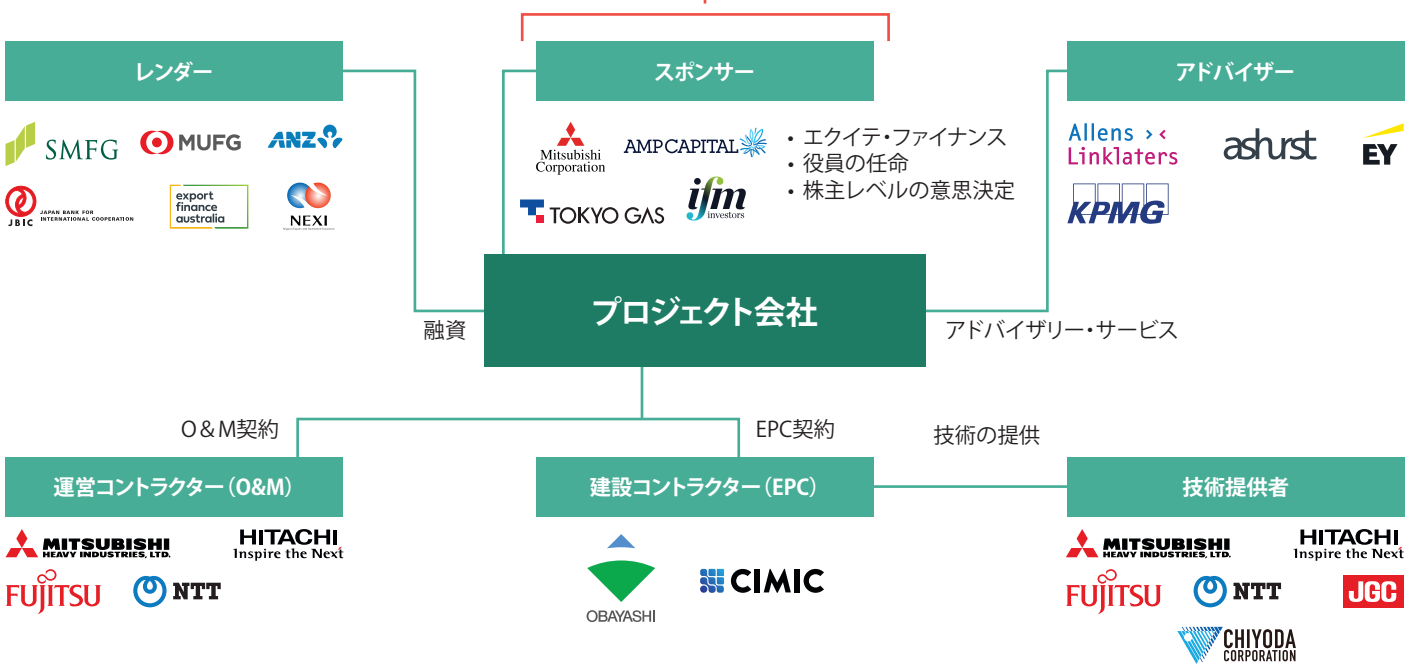 レンダー
スポンサー
アドバイザー
SMFG
MUFG
ANZ
JBIC
JAPAN BANK FOR
INTERNATIONAL COOPERATION
export
finance
australia
NEXI
Mitsubishi
Corporation
AMP CAPITAL
TOKYO GAS
ifm
investors
・エクイテ・ファイナンス
・役員の任命
・株主レベルの意思決定
Allens > <
Linklaters
ashurst
EY
KPMG
プロジェクト会社
融資
アドバイザリー・サービス
O&M契約
EPC契約
技術の提供
運営コントラクター（O&M）
建設コントラクター（EPC）
技術提供者
MITSUBISHI
HEAVY INDUSTRIES, LTD.
HITACHI
Inspire the Next
FUJITSU
NTT
OBAYASHI
CIMIC
MITSUBISHI
HEAVY INDUSTRIES, LTD.
HITACHI
Inspire the Next
FUJITSU
NTT
JGC
CHIYODA
CORPORATION